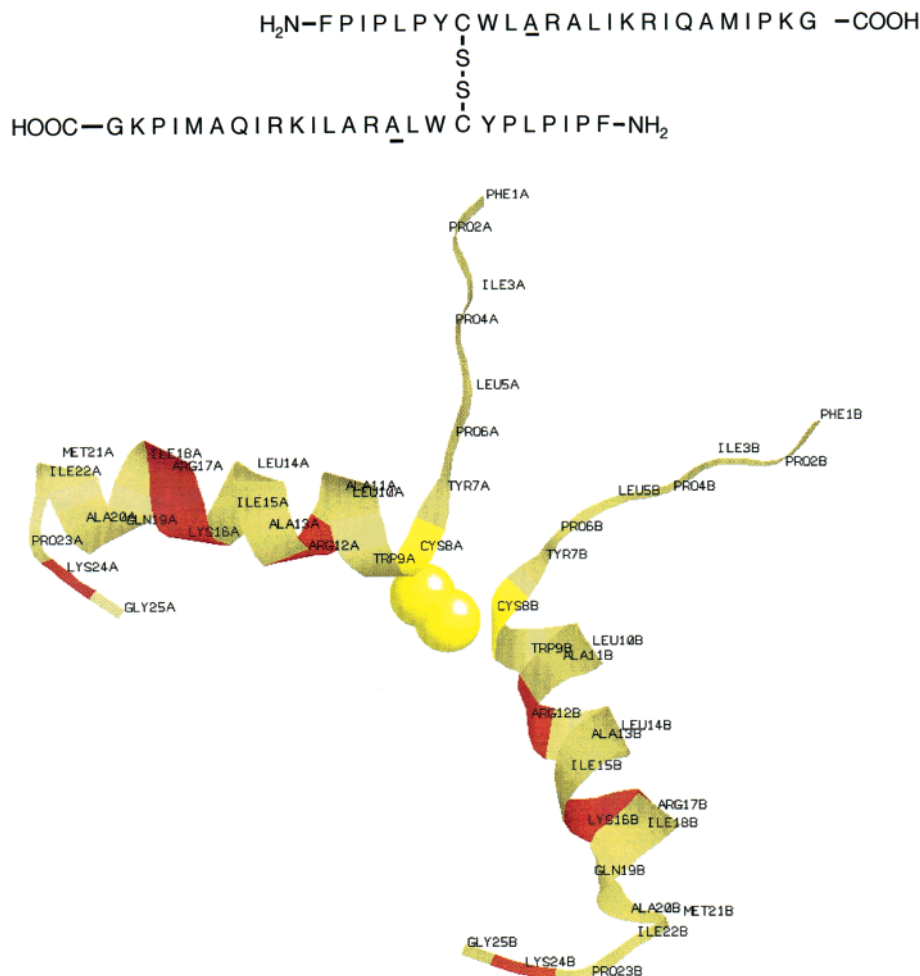 H₂N–F P I P L P Y C W L A R A L I K R I Q A M I P K G –COOH
S
S
HOOC–G K P I M A Q I R K I L A R A L W C Y P L P I P F–NH₂
PHE1A
PRO2A
ILE3A
PRO4A
LEU5A
PRO6A
TYR7A
CYS8A
TRP9A
LEU10A
ALA11A
ARG12A
ALA13A
LEU14A
ILE15A
LYS16A
ARG17A
ILE18A
GLN19A
ALA20A
MET21A
ILE22A
PRO23A
LYS24A
GLY25A
PHE1B
PRO2B
ILE3B
PRO4B
LEU5B
PRO6B
TYR7B
CYS8B
TRP9B
LEU10B
ALA11B
ARG12B
ALA13B
LEU14B
ILE15B
LYS16B
ARG17B
ILE18B
GLN19B
ALA20B
MET21B
ILE22B
PRO23B
LYS24B
GLY25B